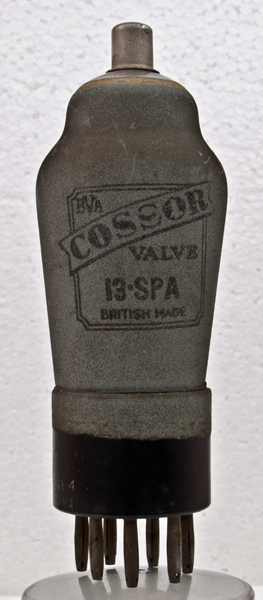 BVA
COSSOR
VALVE
13·SPA
BRITISH MADE